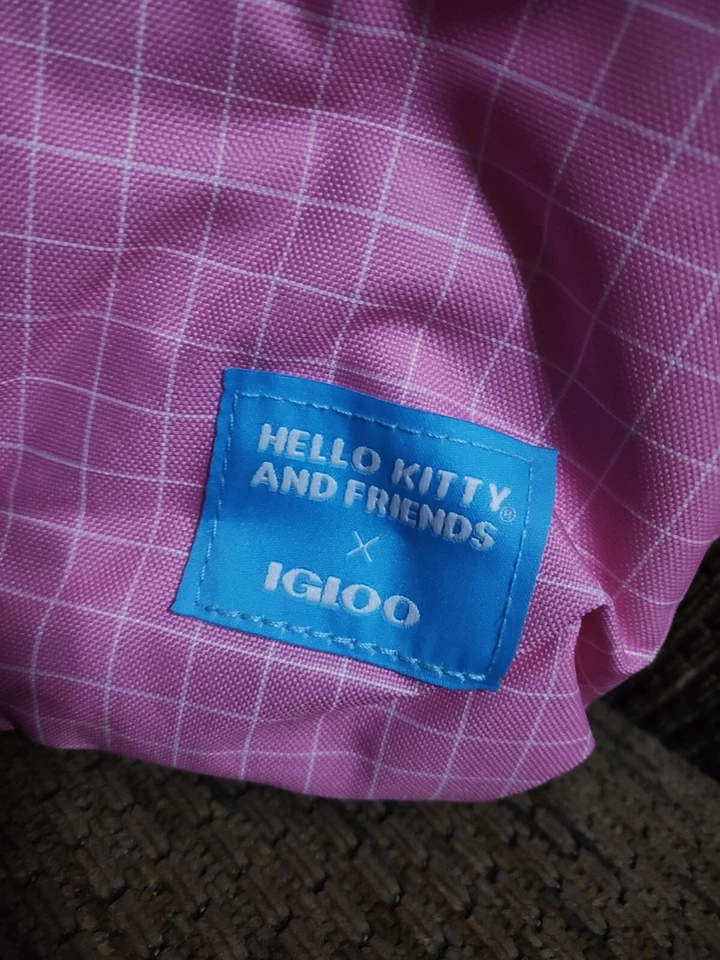 HELLO KITTY
AND FRIENDS®
×
IGLOO